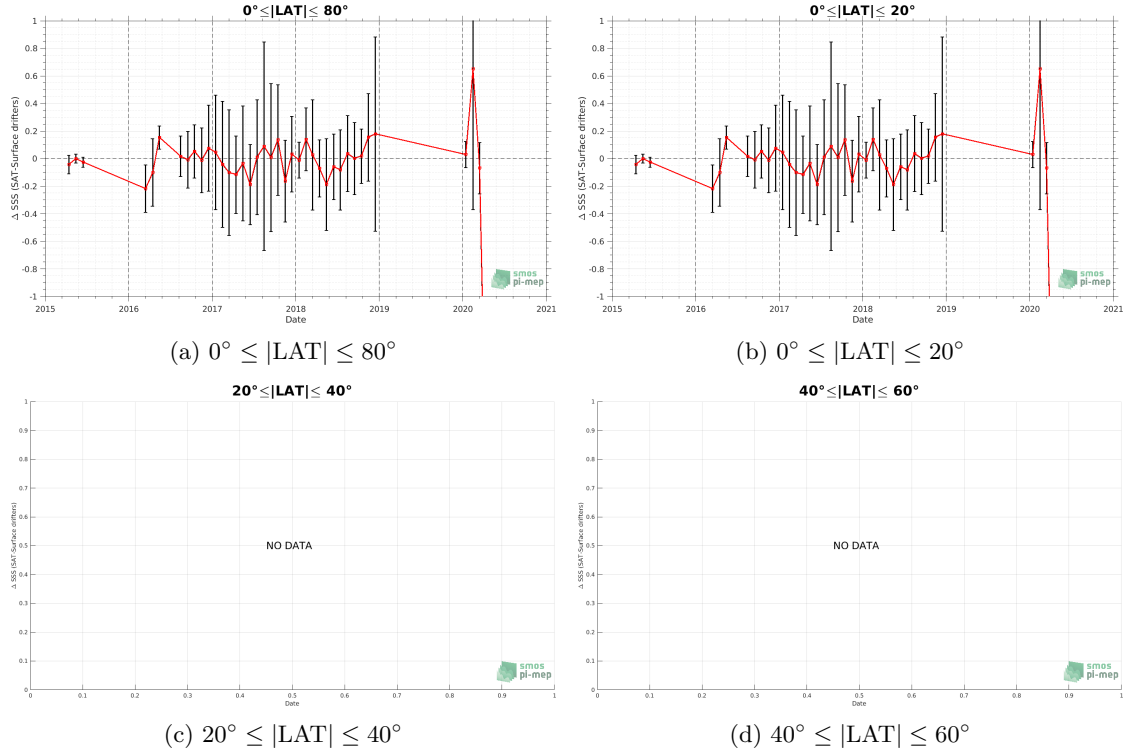 0°≤|LAT|≤ 80°
1
0.8
0.6
0.4
0.2
0
-0.2
-0.4
-0.6
-0.8
-1
Δ SSS (SAT-Surface drifters)
2015 2016 2017 2018 2019 2020 2021
Date
smos
pi-mep
(a) 0° ≤ |LAT| ≤ 80°
0°≤|LAT|≤ 20°
1
0.8
0.6
0.4
0.2
0
-0.2
-0.4
-0.6
-0.8
-1
Δ SSS (SAT-Surface drifters)
2015 2016 2017 2018 2019 2020 2021
Date
smos
pi-mep
(b) 0° ≤ |LAT| ≤ 20°
20°≤|LAT|≤ 40°
1
0.9
0.8
0.7
0.6
0.5
0.4
0.3
0.2
0.1
0
Δ SSS (SAT-Surface drifters)
NO DATA
0 0.1 0.2 0.3 0.4 0.5 0.6 0.7 0.8 0.9 1
Date
smos
pi-mep
(c) 20° ≤ |LAT| ≤ 40°
40°≤|LAT|≤ 60°
1
0.9
0.8
0.7
0.6
0.5
0.4
0.3
0.2
0.1
0
Δ SSS (SAT-Surface drifters)
NO DATA
0 0.1 0.2 0.3 0.4 0.5 0.6 0.7 0.8 0.9 1
Date
smos
pi-mep
(d) 40° ≤ |LAT| ≤ 60°